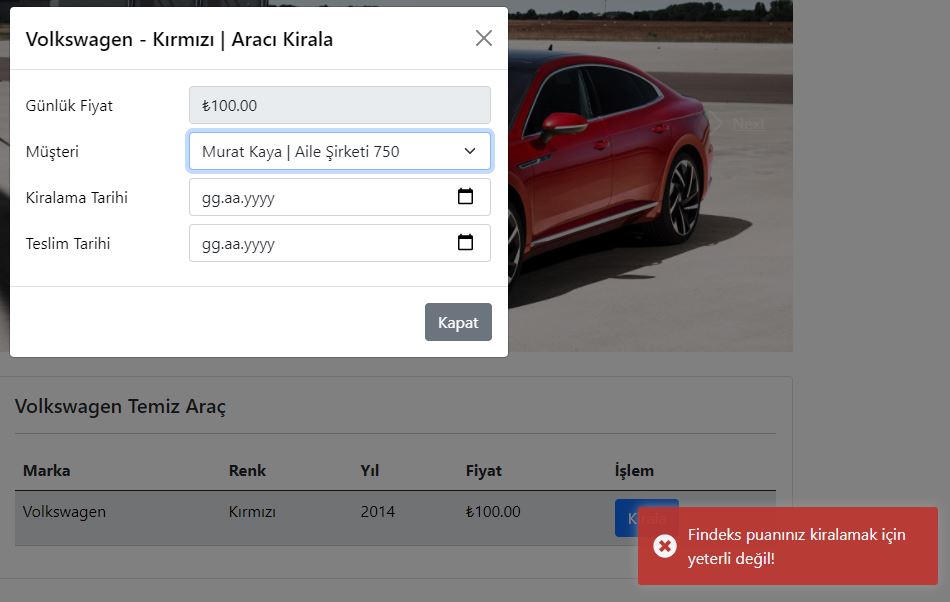 Volkswagen - Kırmızı | Aracı Kirala
Günlük Fiyat
₺100.00
Müşteri
Murat Kaya | Aile Şirketi 750
Kiralama Tarihi
gg.aa.yyyy
Teslim Tarihi
gg.aa.yyyy
Kapat
Next
Volkswagen Temiz Araç
Marka Renk Yıl Fiyat İşlem
Volkswagen Kırmızı 2014 ₺100.00 Kirala
Findeks puanınız kiralamak için
yeterli değil!